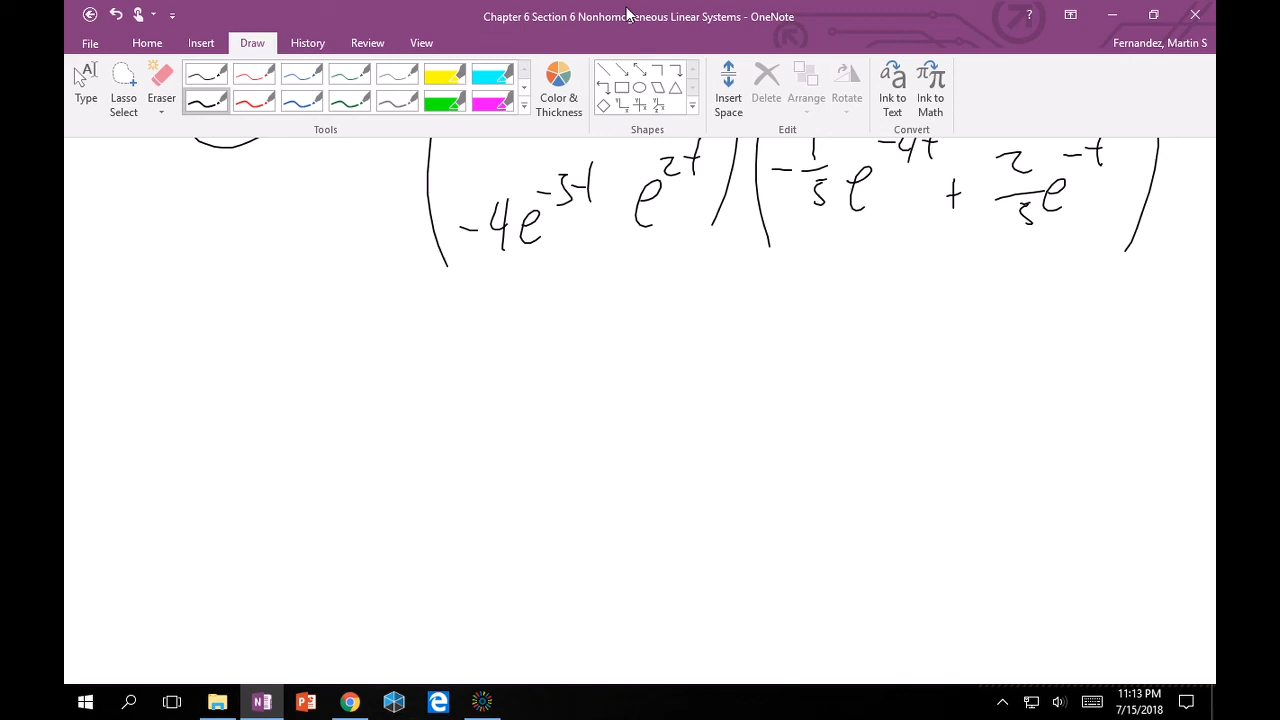 Chapter 6 Section 6 Nonhomogeneous Linear Systems - OneNote
?
File Home Insert Draw History Review View
Fernandez, Martin S
Type
Lasso Select
Eraser
Color & Thickness
Insert Space
Delete
Arrange
Rotate
Ink to Text
Ink to Math
Tools
Shapes
Edit
Convert
-4e^{-3t} e^{2t}
-1/5 e^{-4t} + 2/5 e^{-t}
11:13 PM
7/15/2018